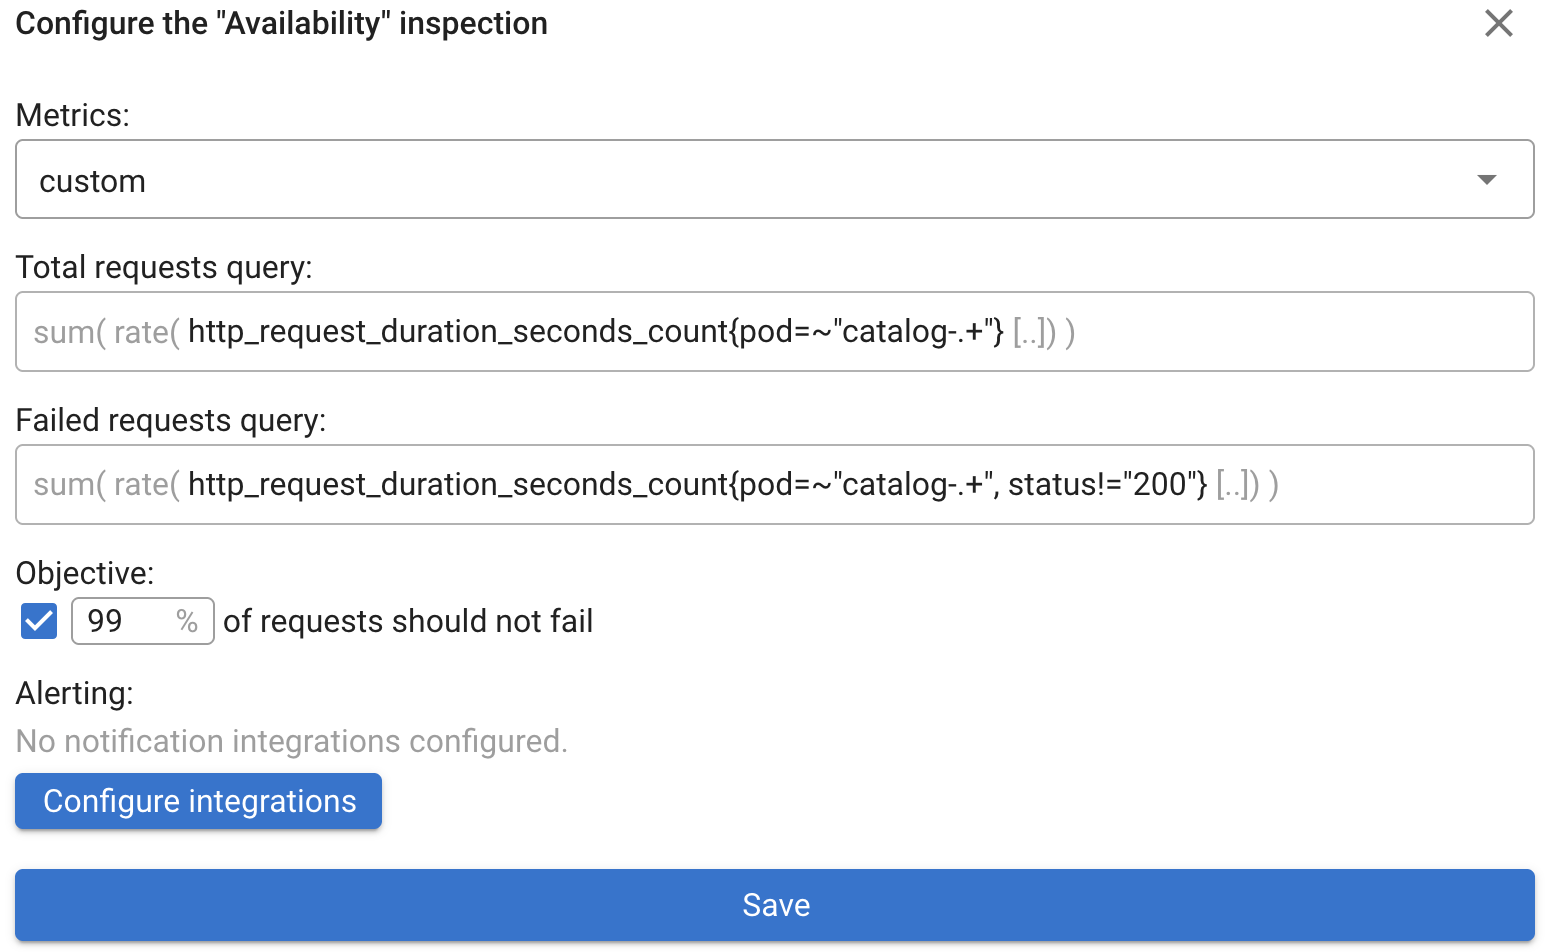 Configure the "Availability" inspection
Metrics:
custom
Total requests query:
sum( rate( http_request_duration_seconds_count{pod=~"catalog-.+"} [..]) )
Failed requests query:
sum( rate( http_request_duration_seconds_count{pod=~"catalog-.+", status!="200"} [..]) )
Objective:
99 % of requests should not fail
Alerting:
No notification integrations configured.
Configure integrations
Save